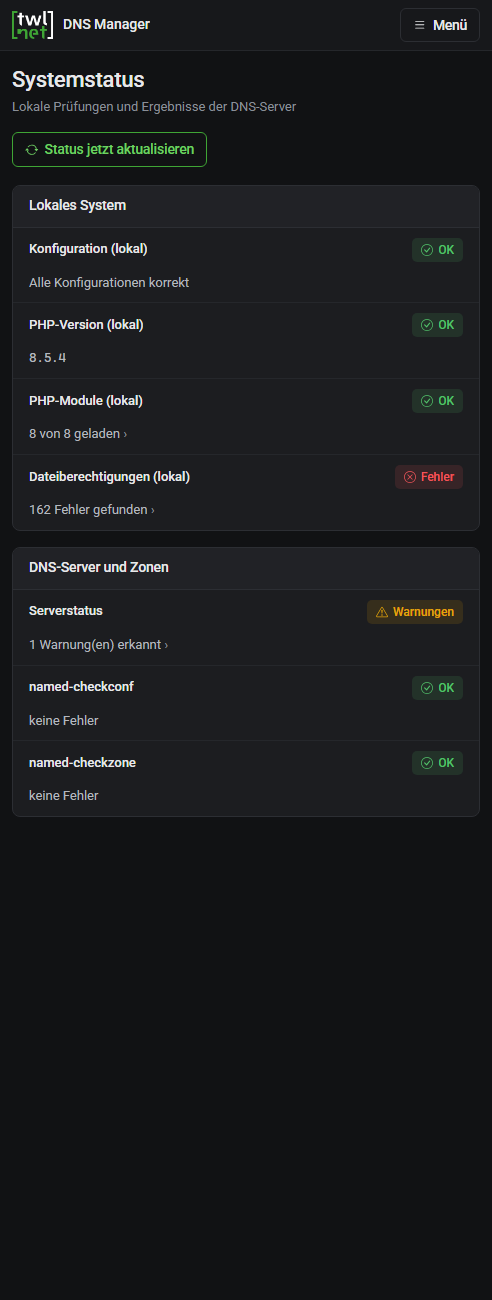 [twl]
net
DNS Manager
Menü
Systemstatus
Lokale Prüfungen und Ergebnisse der DNS-Server
Status jetzt aktualisieren
Lokales System
Konfiguration (lokal)
OK
Alle Konfigurationen korrekt
PHP-Version (lokal)
OK
8.5.4
PHP-Module (lokal)
OK
8 von 8 geladen ›
Dateiberechtigungen (lokal)
Fehler
162 Fehler gefunden ›
DNS-Server und Zonen
Serverstatus
Warnungen
1 Warnung(en) erkannt ›
named-checkconf
OK
keine Fehler
named-checkzone
OK
keine Fehler